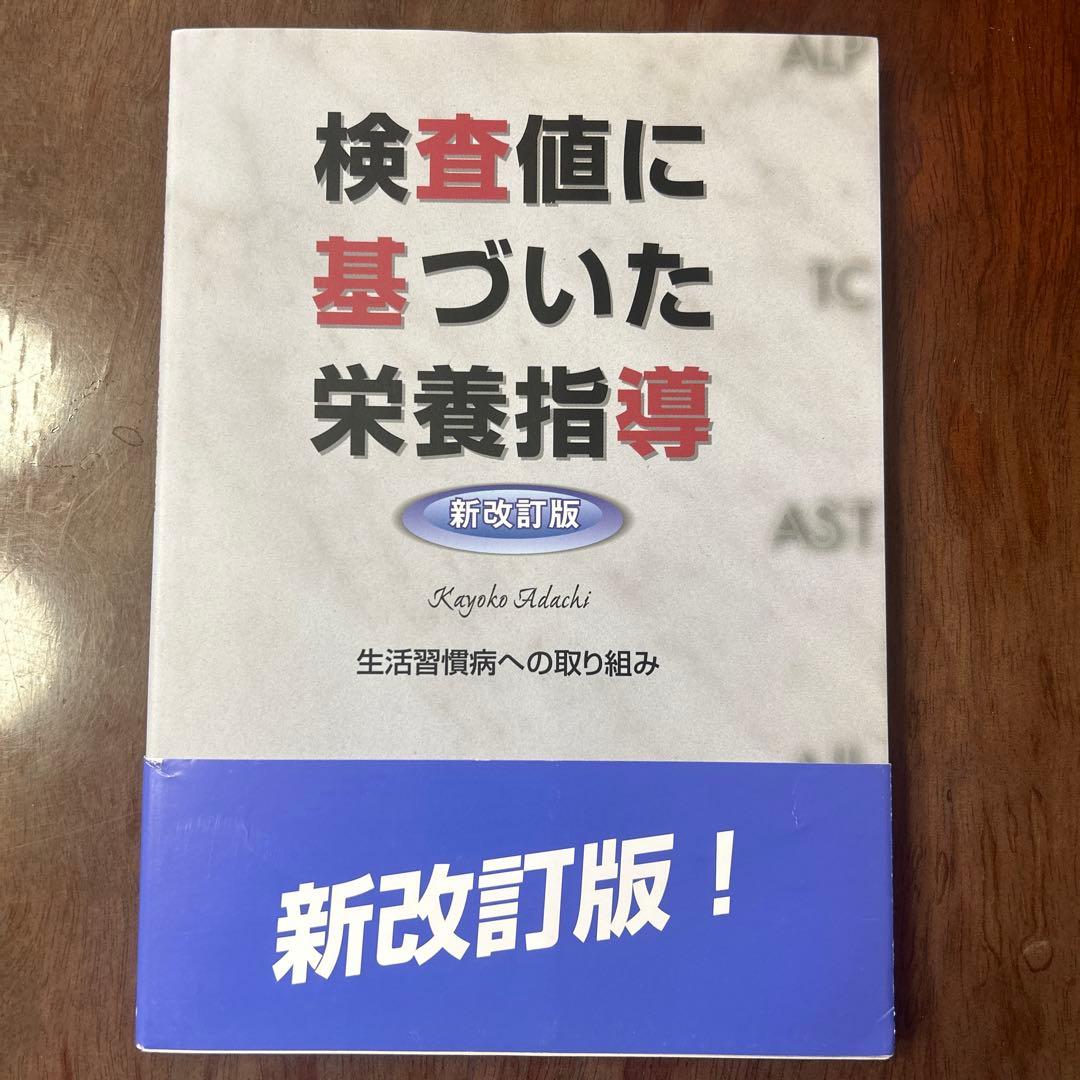 ALP
検査値に
基づいた
TC
栄養指導
新改訂版
AST
Kayoko Adachi
生活習慣病への取り組み
新改訂版！